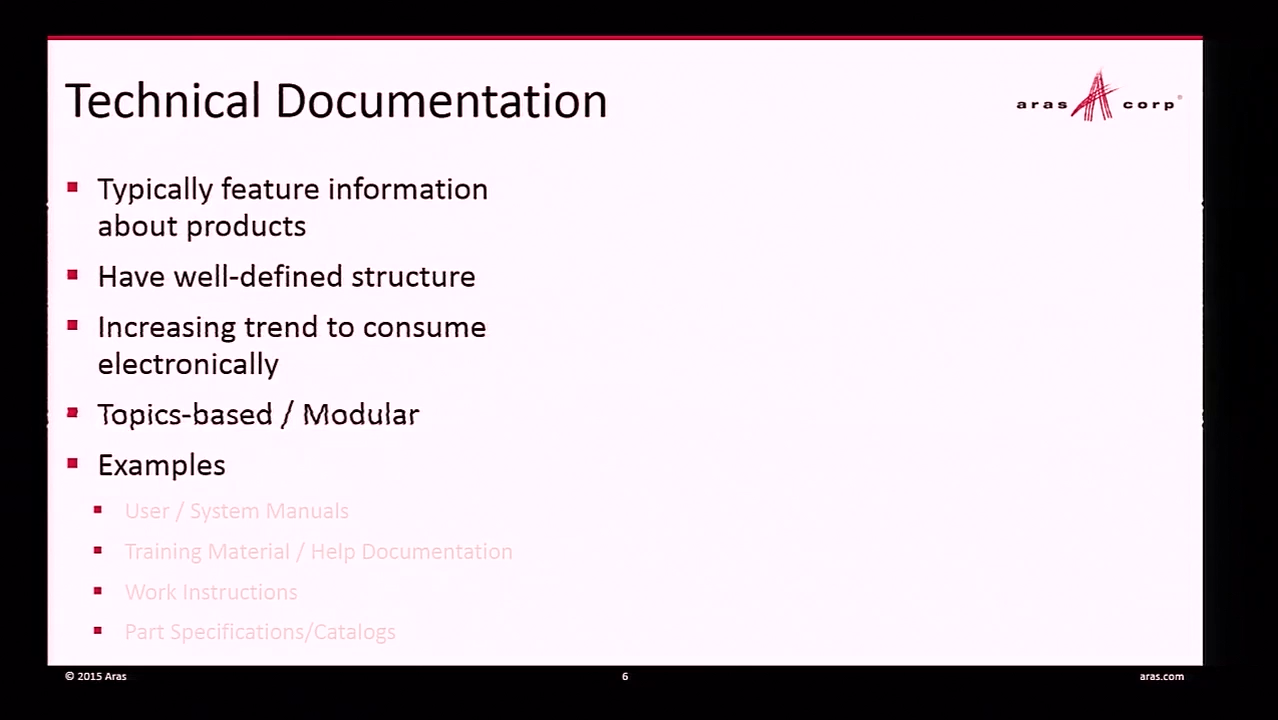 Technical Documentation
aras corp
Typically feature information
about products
Have well-defined structure
Increasing trend to consume
electronically
Topics-based / Modular
Examples
User / System Manuals
Training Material / Help Documentation
Work Instructions
Part Specifications/Catalogs
© 2015 Aras
6
aras.com